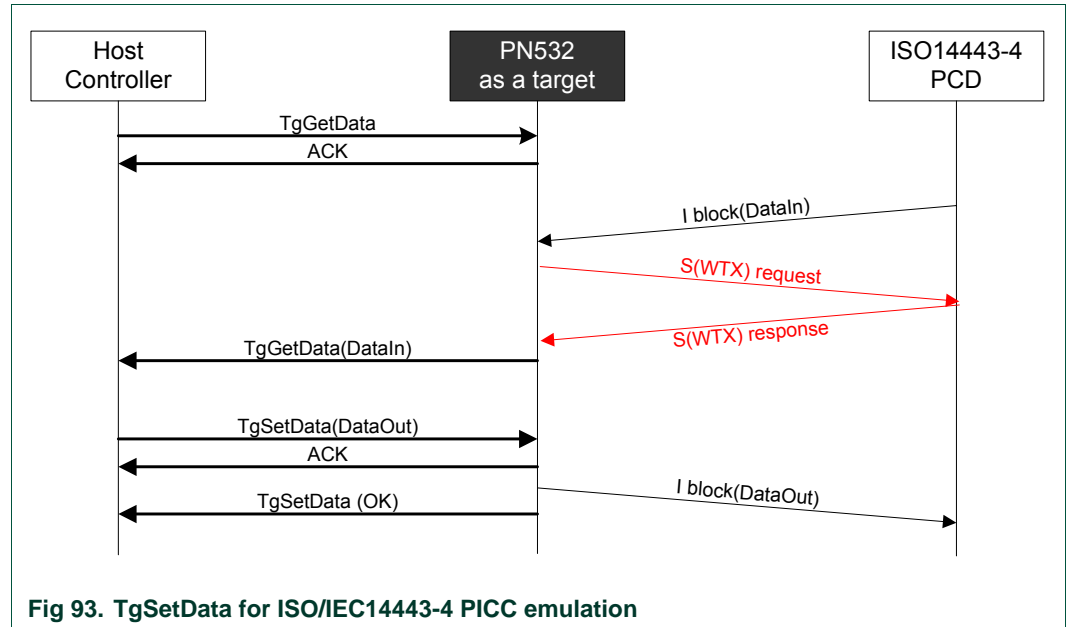 Host
Controller
PN532
as a target
ISO14443-4
PCD
TgGetData
ACK
I block(DataIn)
S(WTX) request
S(WTX) response
TgGetData(DataIn)
TgSetData(DataOut)
ACK
I block(DataOut)
TgSetData (OK)
Fig 93. TgSetData for ISO/IEC14443-4 PICC emulation